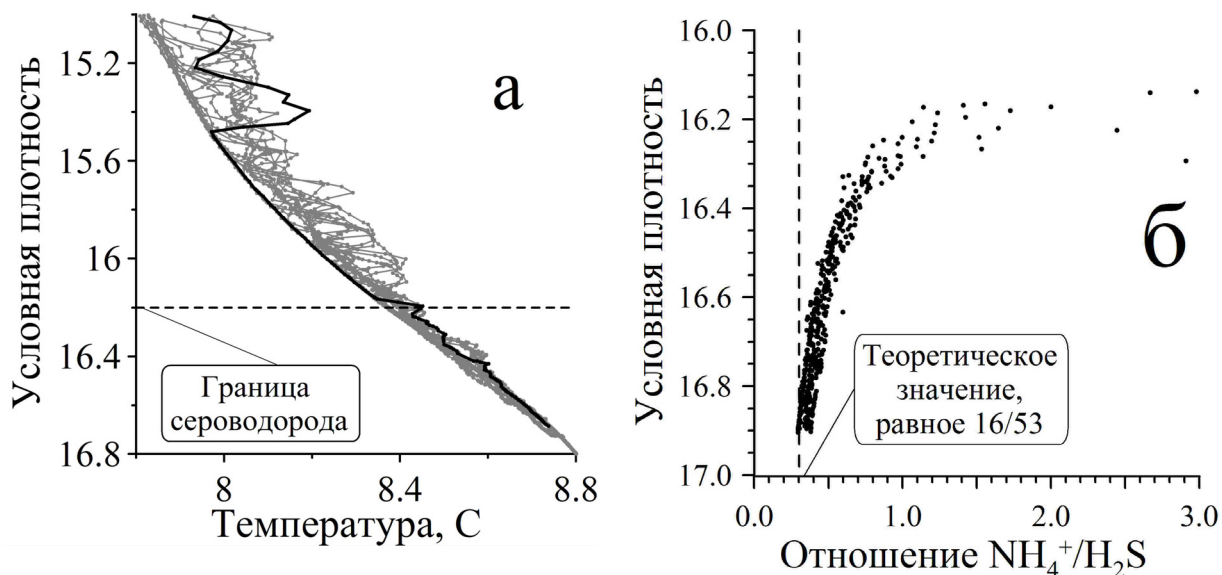 а
Условная плотность
15.2
15.6
16
16.4
16.8
Граница
сероводорода
8
8.4
8.8
Температура, С
б
Условная плотность
16.0
16.2
16.4
16.6
16.8
17.0
Теоретическое
значение,
равное 16/53
0.0
1.0
2.0
3.0
Отношение NH₄⁺/H₂S